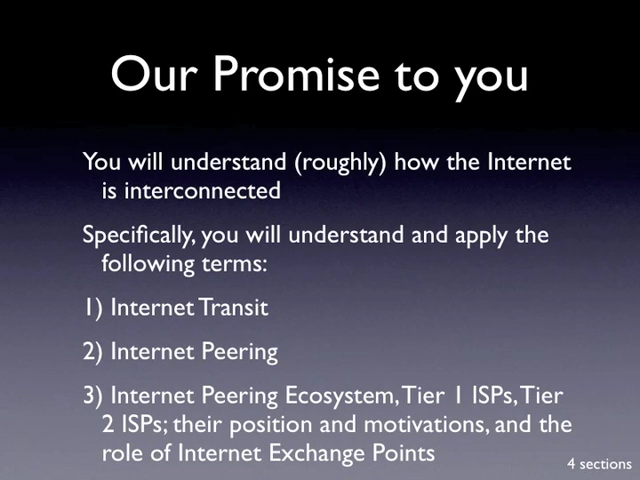 Our Promise to you
You will understand (roughly) how the Internet
is interconnected
Specifically, you will understand and apply the
following terms:
1) Internet Transit
2) Internet Peering
3) Internet Peering Ecosystem, Tier 1 ISPs, Tier
2 ISPs; their position and motivations, and the
role of Internet Exchange Points
4 sections